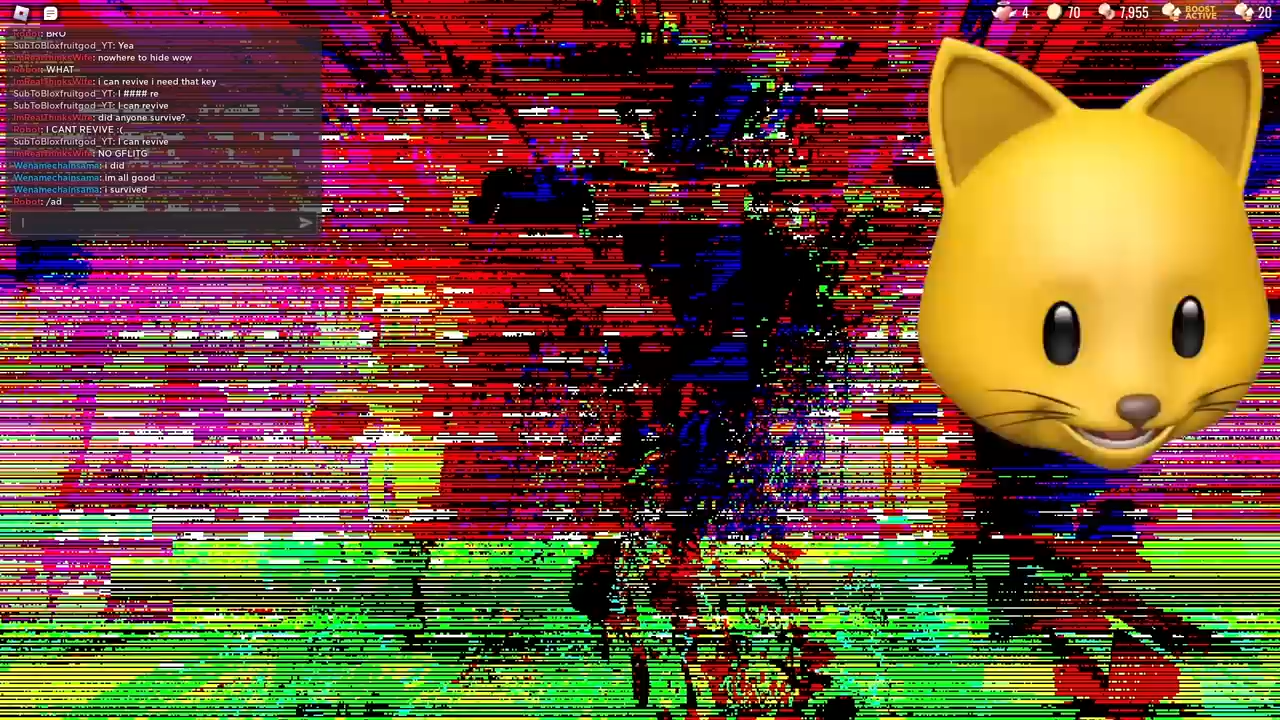 4 70 7,955 BOOST ACTIVE 20
Robot: BRO
SubToBloxfruitgod_YT: Yea
ImRealThinksWife: nowhere to hide wow
Robot: WHAT
ImRealThinksWife: i can revive i need that key
SubToBloxfruitgod_YT: I #### re
SubToBloxfruitgod_YT: I can revive
ImRealThinksWife: did anyone survive?
Robot: I CANT REVIVE :(
SubToBloxfruitgod_YT: I can revive
ImRealThinksWife: NO GFLITG
Wenamechainsama: i did
Wenamechainsama: im all good
Wenamechainsama: i survived
Robot: /ad